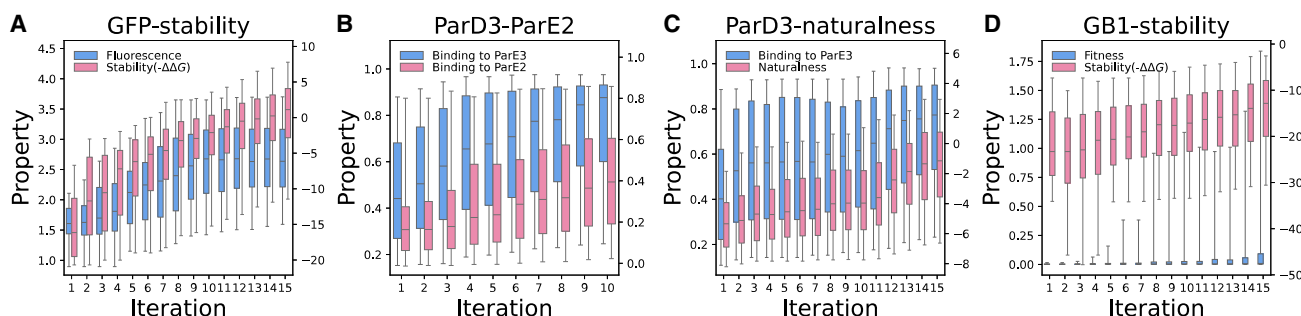 A
GFP-stability
Fluorescence
Stability(-ΔΔG)
Property
4.5
4.0
3.5
3.0
2.5
2.0
1.5
1.0
10
5
0
−5
−10
−15
−20
1 2 3 4 5 6 7 8 9 10 11 12 13 14 15
Iteration
B
ParD3-ParE2
Binding to ParE3
Binding to ParE2
Property
1.0
0.8
0.6
0.4
0.2
1.0
0.8
0.6
0.4
0.2
0.0
1 2 3 4 5 6 7 8 9 10
Iteration
C
ParD3-naturalness
Binding to ParE3
Naturalness
Property
1.0
0.8
0.6
0.4
0.2
6
4
2
0
−2
−4
−6
−8
1 2 3 4 5 6 7 8 9 10 11 12 13 14 15
Iteration
D
GB1-stability
Fitness
Stability(-ΔΔG)
Property
1.75
1.50
1.25
1.00
0.75
0.50
0.25
0.00
0
−10
−20
−30
−40
−50
1 2 3 4 5 6 7 8 9 10 11 12 13 14 15
Iteration